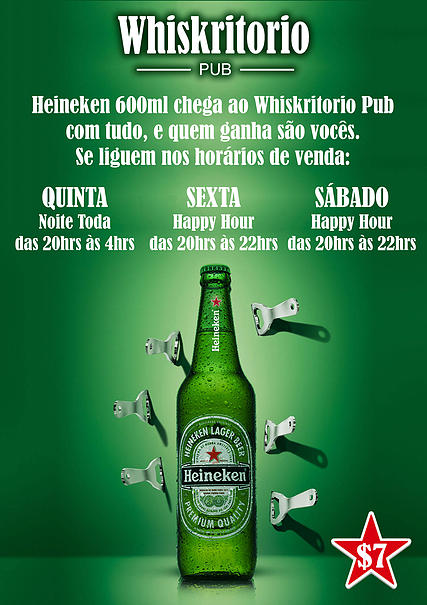 Whiskritorio
PUB
Heineken 600ml chega ao Whiskritorio Pub
com tudo, e quem ganha são vocês.
Se liguem nos horários de venda:
QUINTA SEXTA SÁBADO
Noite Toda Happy Hour Happy Hour
das 20hrs às 4hrs das 20hrs às 22hrs das 20hrs às 22hrs
Heineken
HEINEKEN LAGER BEER
Heineken
PREMIUM QUALITY
$7